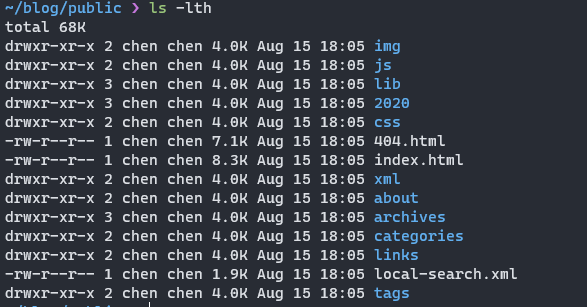 ~/blog/public ❯ ls -lth
total 68K
drwxr-xr-x 2 chen chen 4.0K Aug 15 18:05 img
drwxr-xr-x 2 chen chen 4.0K Aug 15 18:05 js
drwxr-xr-x 3 chen chen 4.0K Aug 15 18:05 lib
drwxr-xr-x 3 chen chen 4.0K Aug 15 18:05 2020
drwxr-xr-x 2 chen chen 4.0K Aug 15 18:05 css
-rw-r--r-- 1 chen chen 7.1K Aug 15 18:05 404.html
-rw-r--r-- 1 chen chen 8.3K Aug 15 18:05 index.html
drwxr-xr-x 2 chen chen 4.0K Aug 15 18:05 xml
drwxr-xr-x 2 chen chen 4.0K Aug 15 18:05 about
drwxr-xr-x 3 chen chen 4.0K Aug 15 18:05 archives
drwxr-xr-x 2 chen chen 4.0K Aug 15 18:05 categories
drwxr-xr-x 2 chen chen 4.0K Aug 15 18:05 links
-rw-r--r-- 1 chen chen 1.9K Aug 15 18:05 local-search.xml
drwxr-xr-x 2 chen chen 4.0K Aug 15 18:05 tags